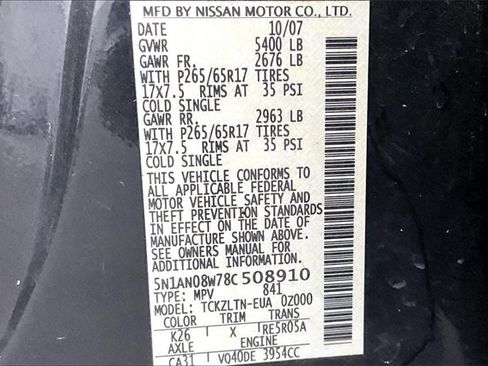 MFD BY NISSAN MOTOR CO., LTD.
DATE 10/07
GVWR 5400 LB
GAWR FR. 2676 LB
WITH P265/65R17 TIRES
17X7.5 RIMS AT 35 PSI
COLD SINGLE
GAWR RR. 2963 LB
WITH P265/65R17 TIRES
17X7.5 RIMS AT 35 PSI
COLD SINGLE
THIS VEHICLE CONFORMS TO
ALL APPLICABLE FEDERAL
MOTOR VEHICLE SAFETY AND
THEFT PREVENTION STANDARDS
IN EFFECT ON THE DATE OF
MANUFACTURE SHOWN ABOVE.
SEE OWNERS MANUAL FOR
ADDITIONAL INFORMATION.
5N1AN08W78C508910
TYPE: MPV 841
MODEL: TCKZLTN-EUA 0Z000
COLOR TRIM TRANS
K26 X RE5R05A
AXLE ENGINE
CA31 VQ40DE 3954CC